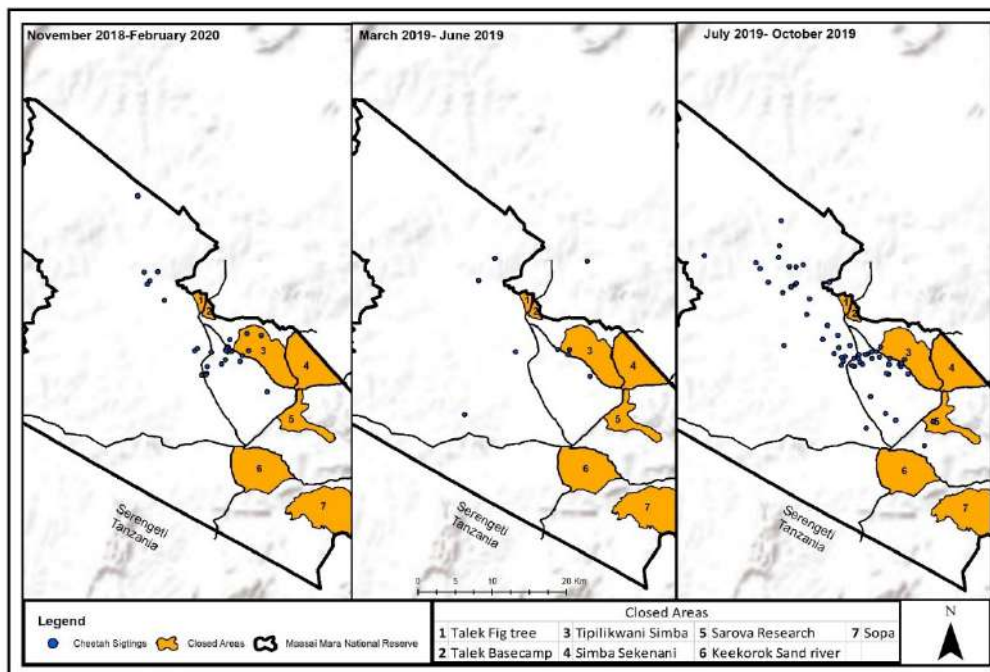 November 2018-February 2020
March 2019- June 2019
July 2019- October 2019
1
2
3
4
5
6
7
Serengeti
Tanzania
1
2
3
4
5
6
7
Serengeti
Tanzania
0 5 10 20 Km
1
2
3
4
6
7
Serengeti
Tanzania
Legend
Cheetah Sigtings
Closed Areas
Maasai Mara National Reserve
Closed Areas
1 Talek Fig tree 3 Tipilikwani Simba 5 Sarova Research 7 Sopa
2 Talek Basecamp 4 Simba Sekenani 6 Keekorok Sand river
N